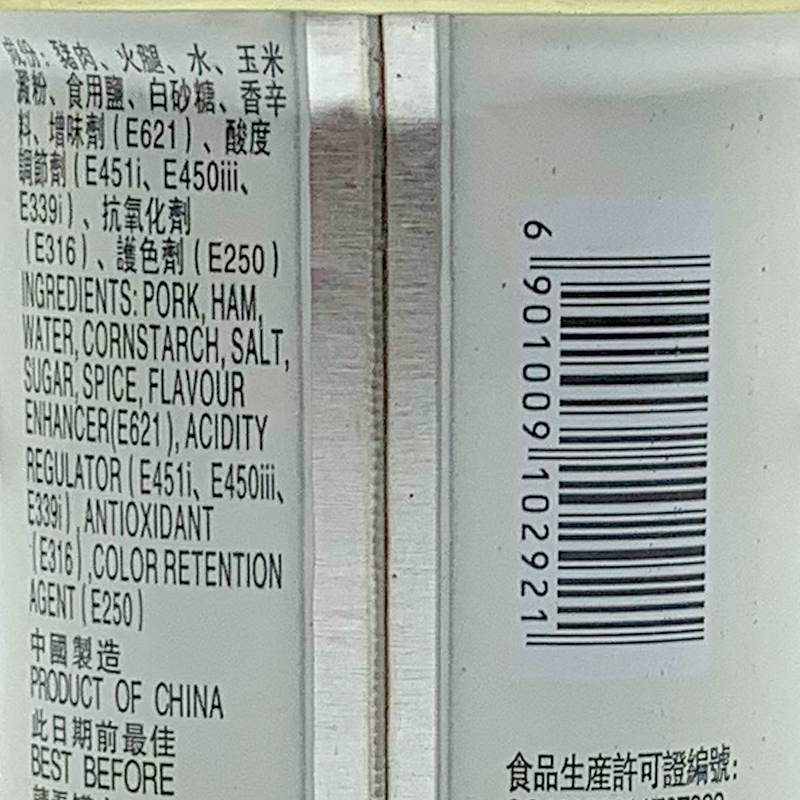 成份：豬肉、火腿、水、玉米
澱粉、食用鹽、白砂糖、香辛
料、增味劑（E621）、酸度
調節劑（E451i、E450iii、
E339i）、抗氧化劑
（E316）、護色劑（E250）
INGREDIENTS: PORK, HAM,
WATER, CORNSTARCH, SALT,
SUGAR, SPICE, FLAVOUR
ENHANCER(E621), ACIDITY
REGULATOR（E451i、E450iii、
E339i）, ANTIOXIDANT
（E316）,COLOR RETENTION
AGENT（E250）
中國製造
PRODUCT OF CHINA
此日期前最佳
BEST BEFORE
6 901009 102921
食品生產許可證編號: